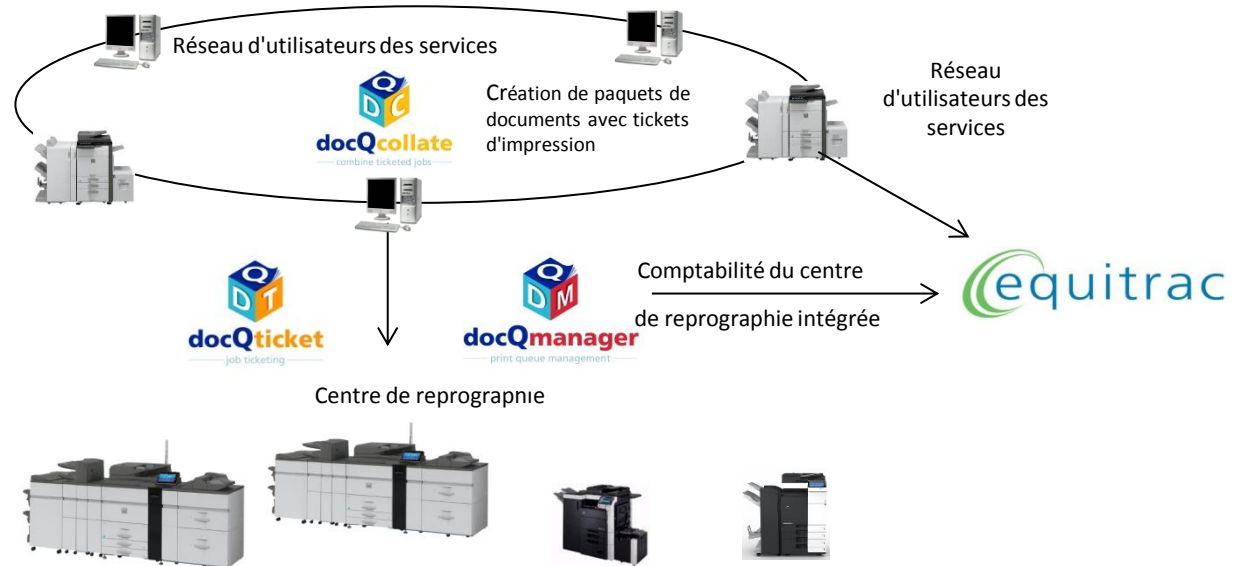 Réseau d'utilisateurs des services
Réseau
d'utilisateurs des
services
Q
D C
docQcollate
combine ticketed jobs
Création de paquets de
documents avec tickets
d'impression
Q
D T
docQticket
job ticketing
Q
D M
docQmanager
print queue management
Comptabilité du centre
de reprographie intégrée
equitrac
Centre de reprographie